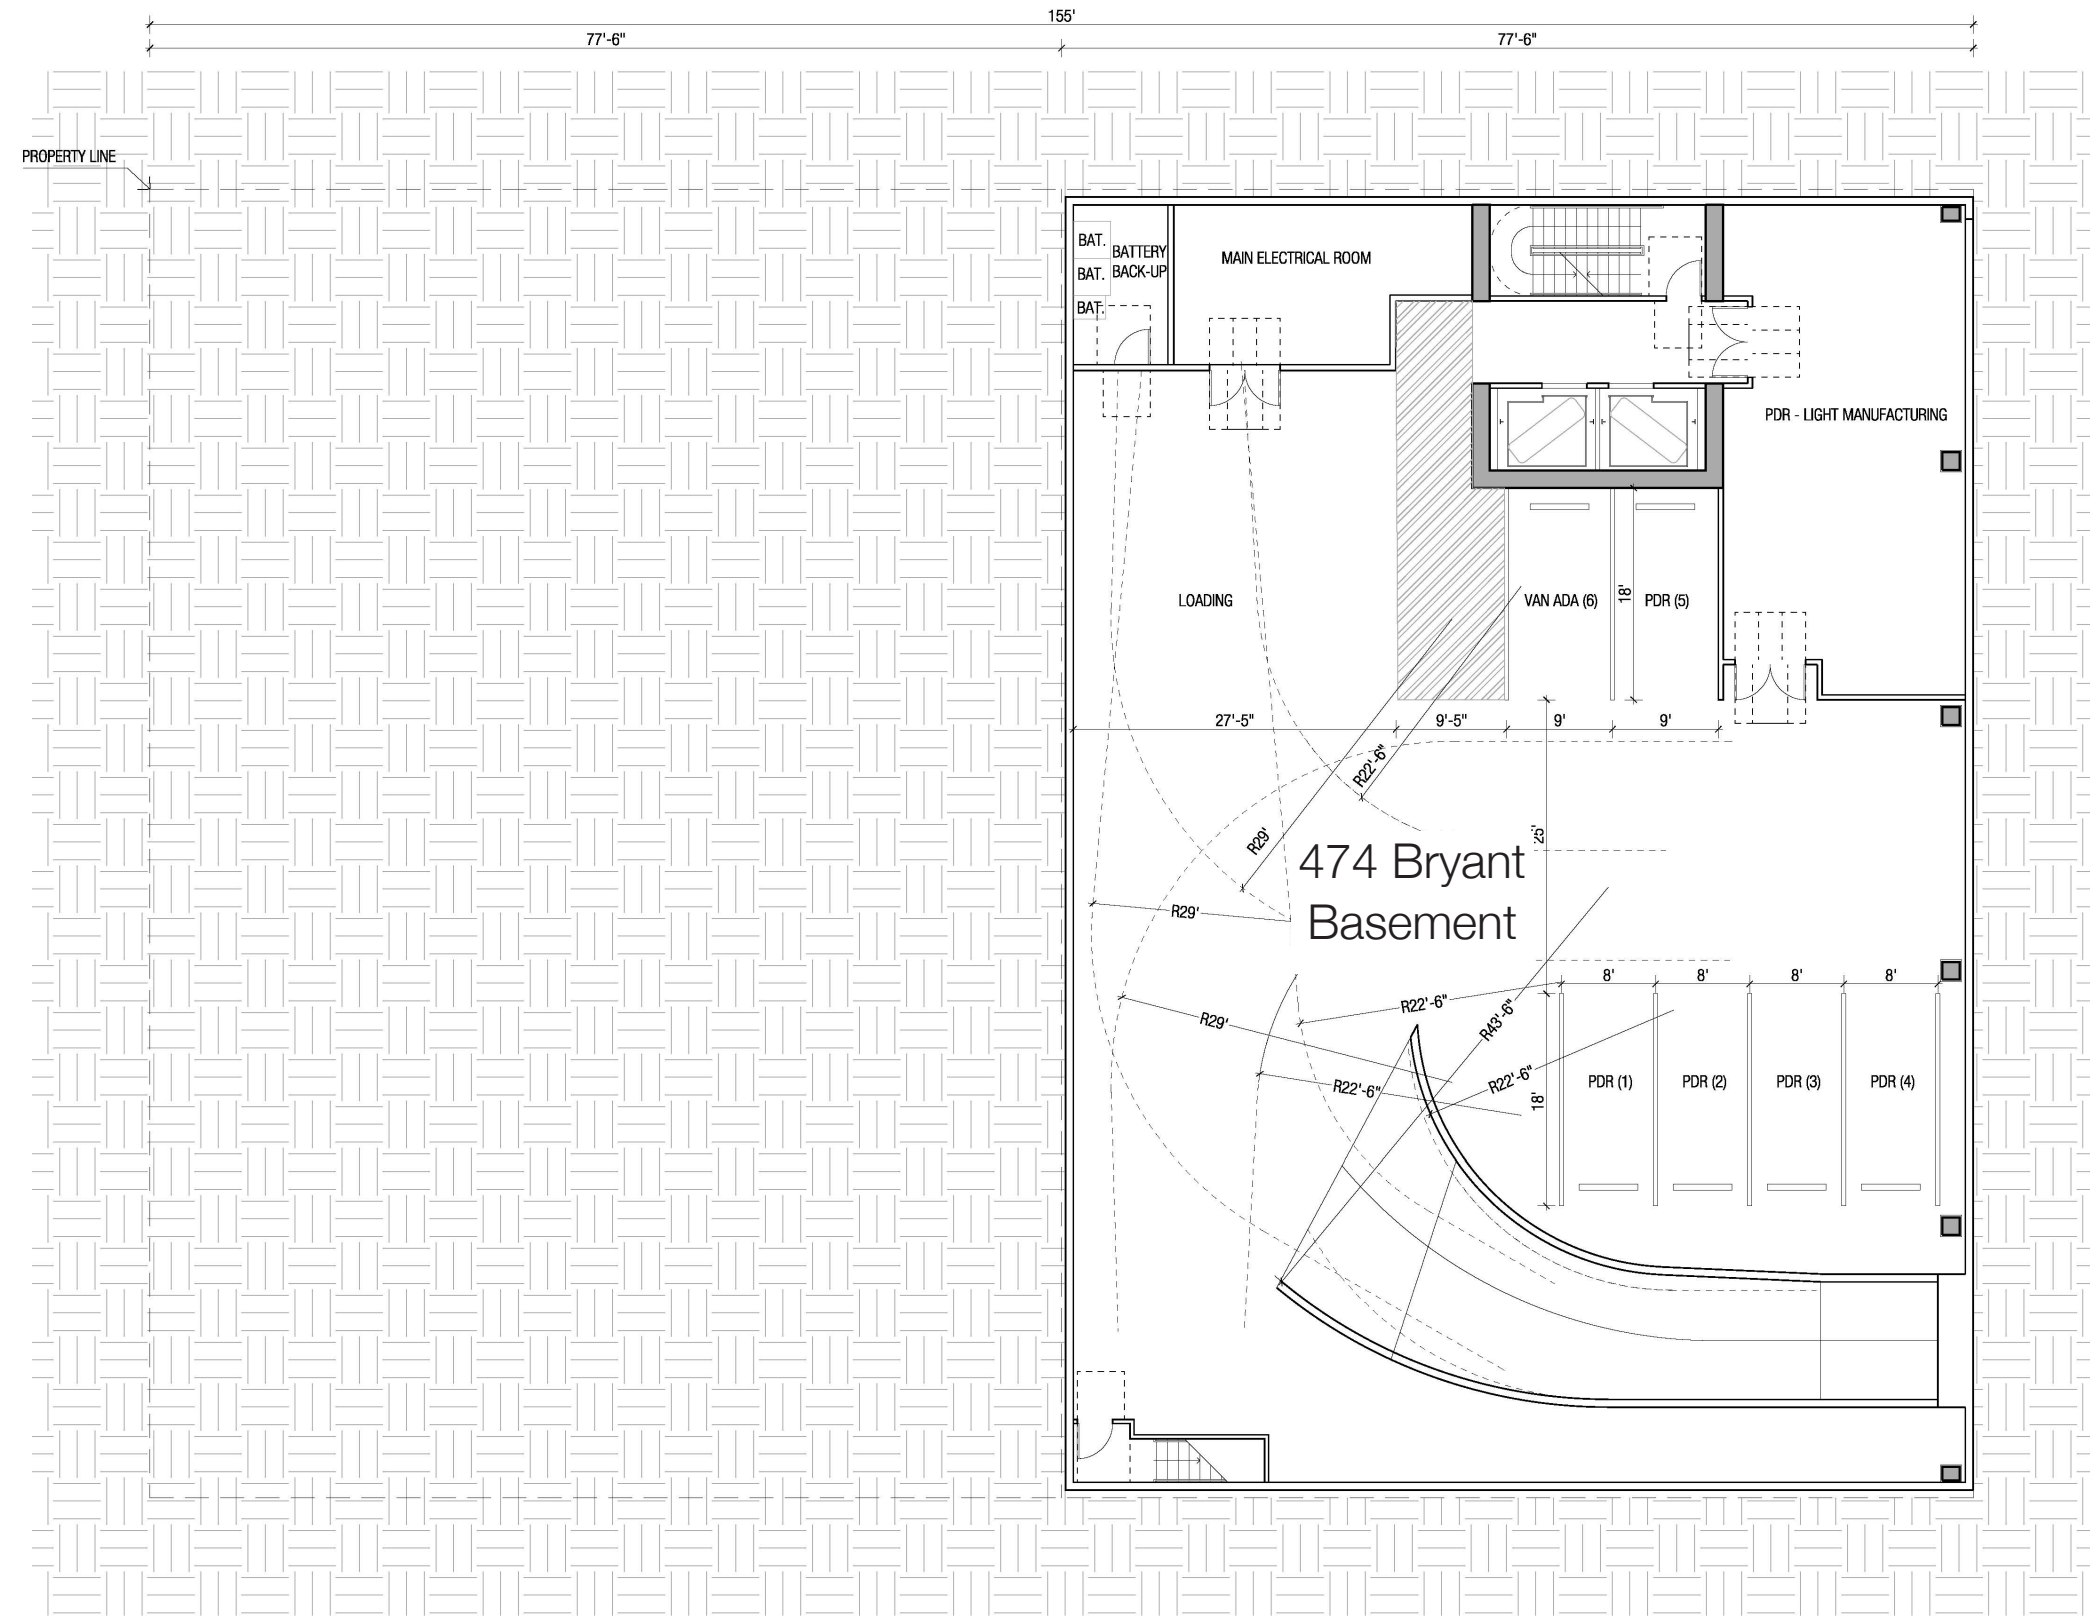 155'
77'-6"
77'-6"
PROPERTY LINE
BAT.
BATTERY
BACK-UP
BAT.
BAT.
MAIN ELECTRICAL ROOM
PDR - LIGHT MANUFACTURING
LOADING
VAN ADA (6)
18'
PDR (5)
27'-5"
9'-5"
9'
9'
R22'-6"
R29'
25'
474 Bryant
Basement
R29'
8'
8'
8'
8'
R22'-6"
R29'
R43'-6"
R22'-6"
R22'-6"
18'
PDR (1)
PDR (2)
PDR (3)
PDR (4)